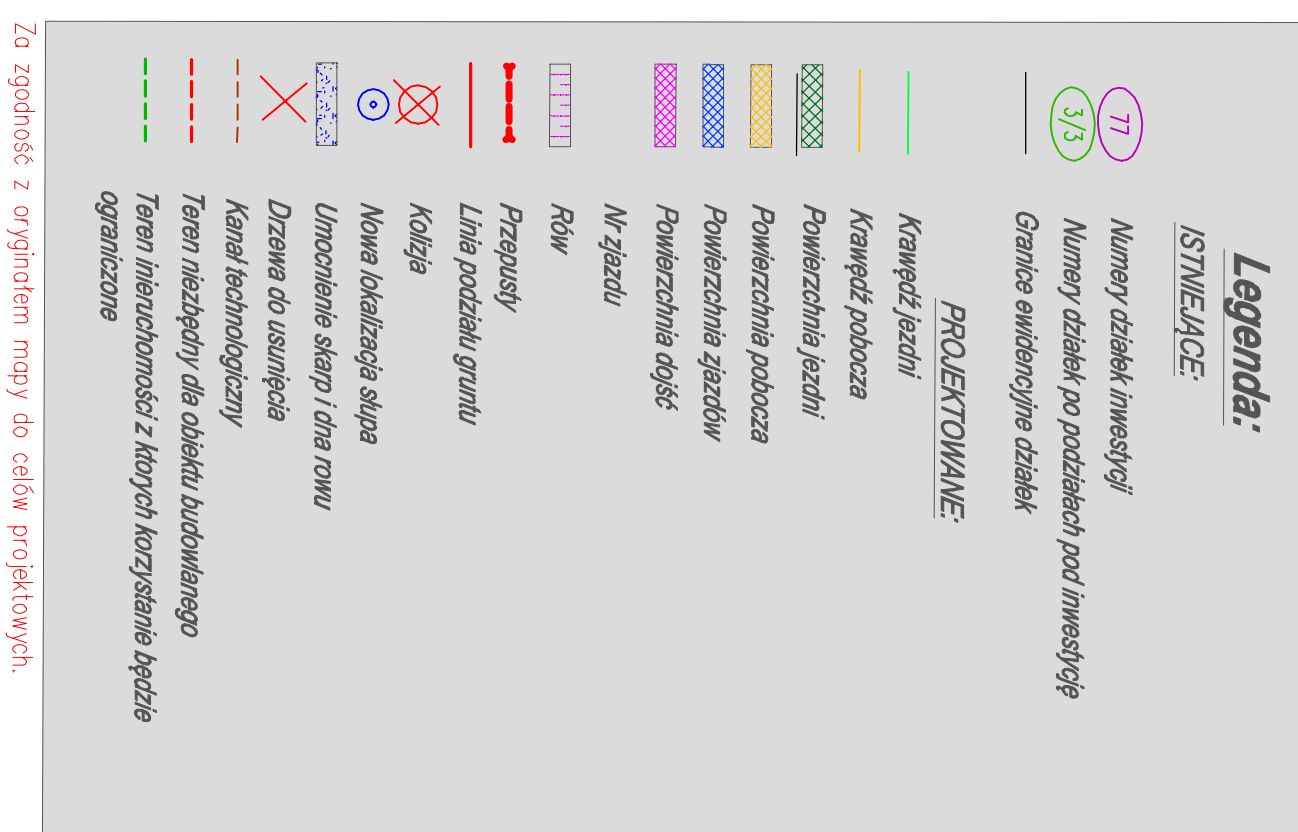 Legenda:
ISTNIEJĄCE:
77
Numery działek inwestycji
3/3
Numery działek po podziałach pod inwestycję
Granice ewidencyjne działek
PROJEKTOWANE:
Krawędź jezdni
Krawędź pobocza
Powierzchnia jezdni
Powierzchnia pobocza
Powierzchnia zjazdów
Powierzchnia dojść
Nr zjazdu
Rów
Przepusty
Linia podziału gruntu
Kolizja
Nowa lokalizacja słupa
Umocnienie skarp i dna rowu
Drzewa do usunięcia
Kanał technologiczny
Teren niezbędny dla obiektu budowlanego
Teren inieruchomości z ktorych korzystanie będzie
ograniczone
Za zgodność z oryginałem mapy do celów projektowych.